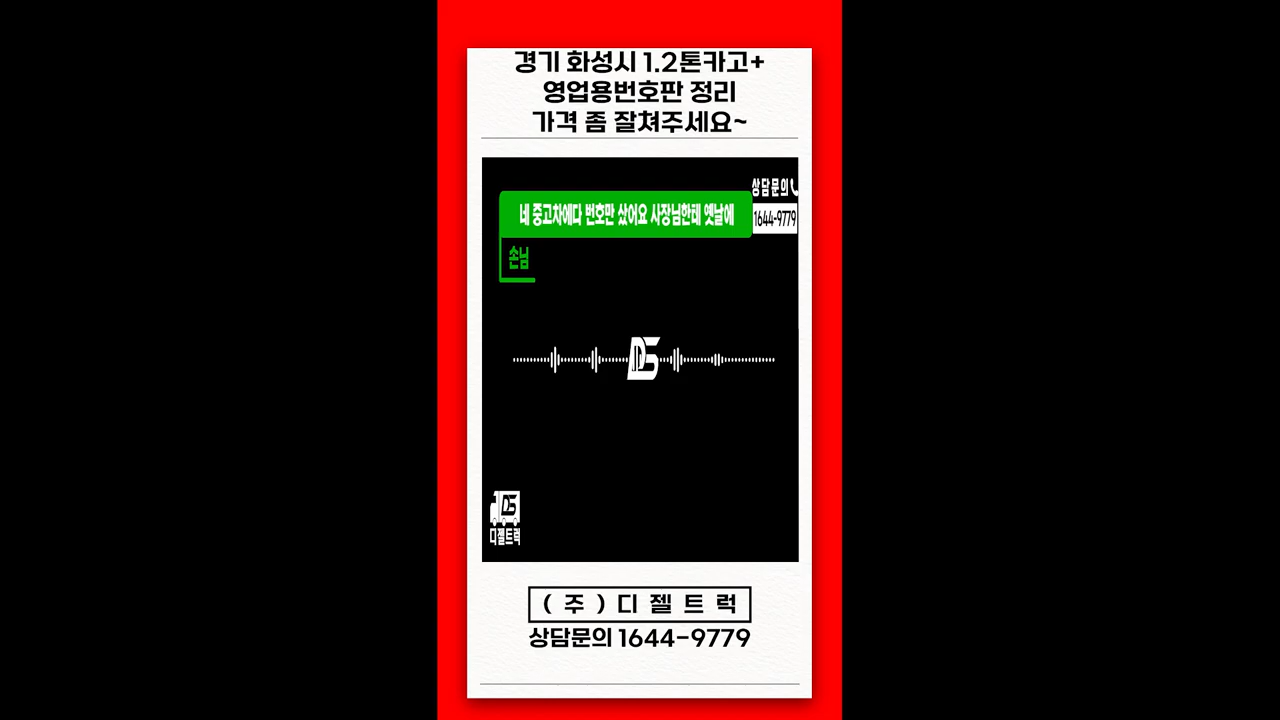 경기 화성시 1.2톤카고+
영업용번호판 정리
가격 좀 잘쳐주세요~
상담문의
1644-9779
네 중고차에다 번호만 샀어요 사장님한테 옛날에
손님
DS
DS
디젤트럭
(주)디젤트럭
상담문의 1644-9779